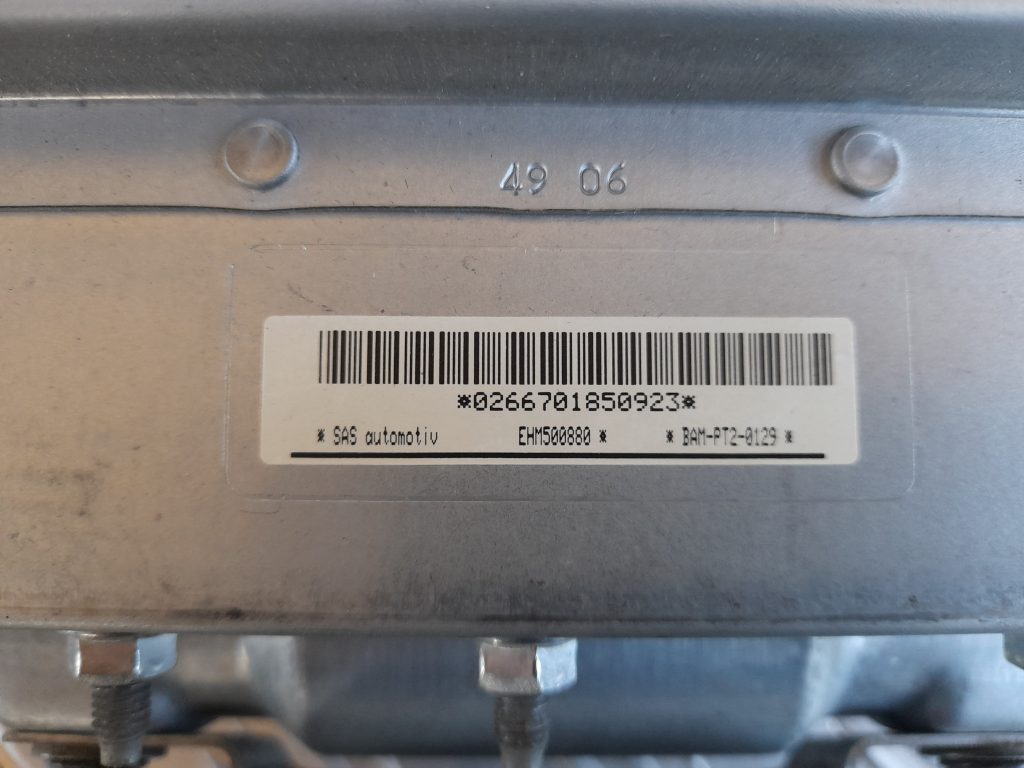 49 06
*0266701850923*
* SAS automotiv EHM500880 * * BAM-PT2-0129 *